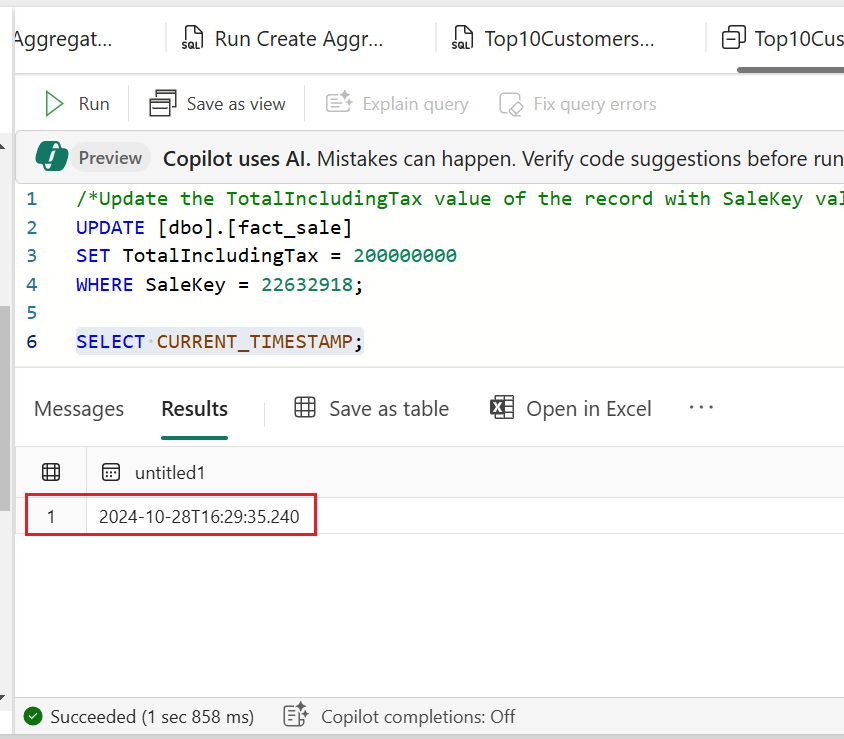 Aggregat... Run Create Aggr... Top10Customers... Top10Cus
Run Save as view Explain query Fix query errors
Preview Copilot uses AI. Mistakes can happen. Verify code suggestions before run
1 /*Update the TotalIncludingTax value of the record with SaleKey val
2 UPDATE [dbo].[fact_sale]
3 SET TotalIncludingTax = 200000000
4 WHERE SaleKey = 22632918;
5
6 SELECT CURRENT_TIMESTAMP;
Messages Results Save as table Open in Excel ...
untitled1
1 2024-10-28T16:29:35.240
Succeeded (1 sec 858 ms) Copilot completions: Off